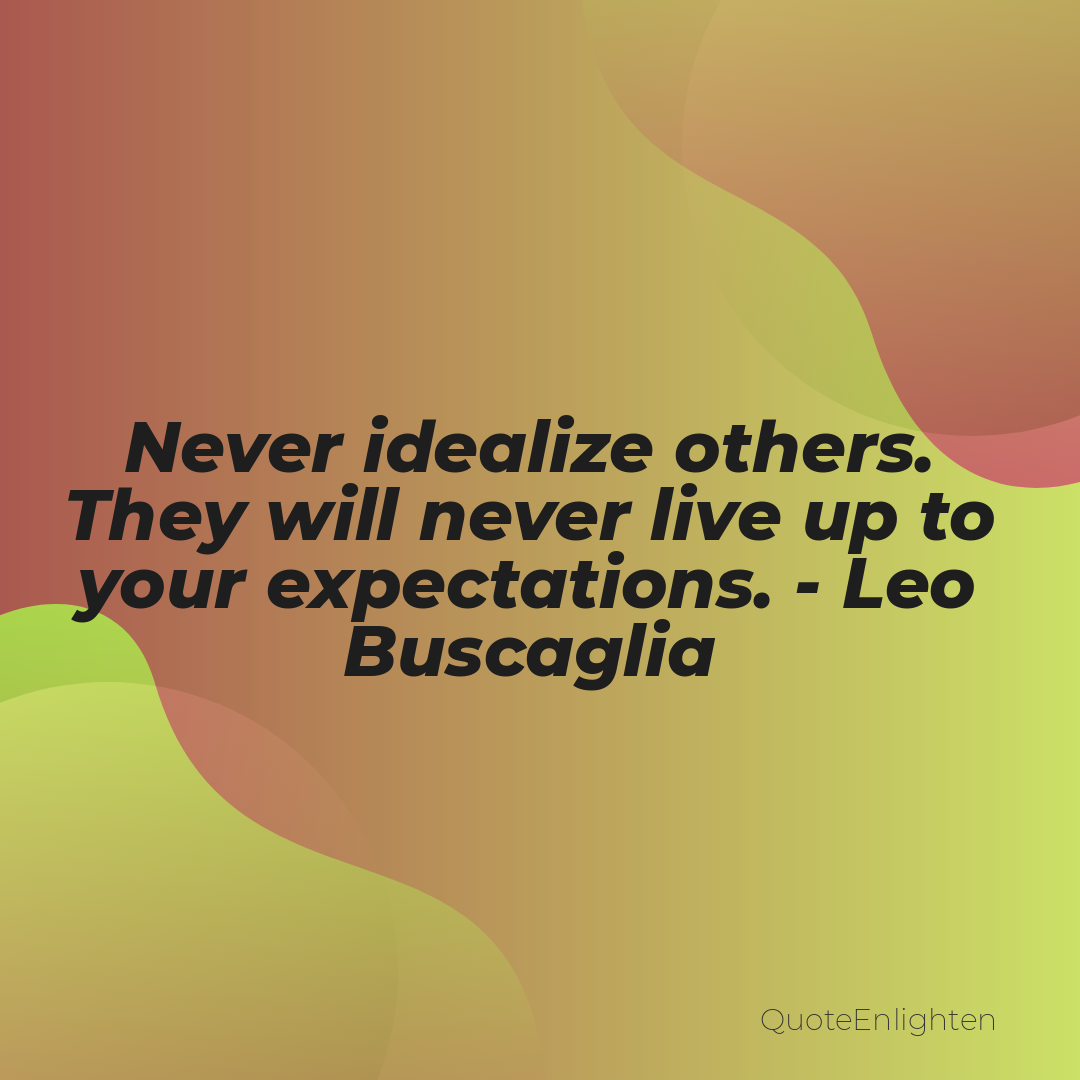 Never idealize others.
They will never live up to
your expectations. - Leo
Buscaglia
QuoteEnlighten